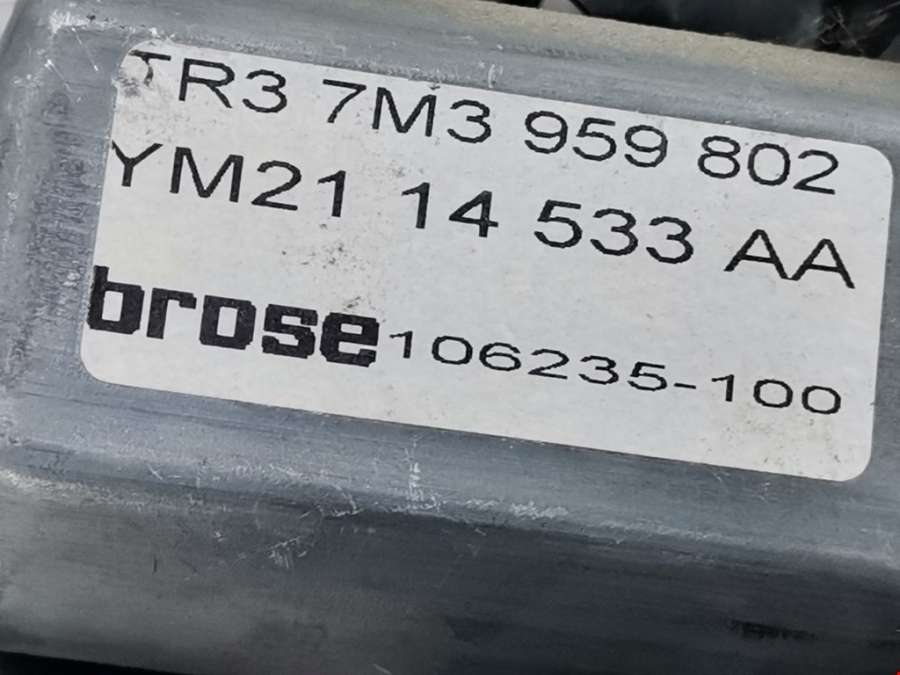 TR3 7M3 959 802
YM21 14 533 AA
brose 106235-100